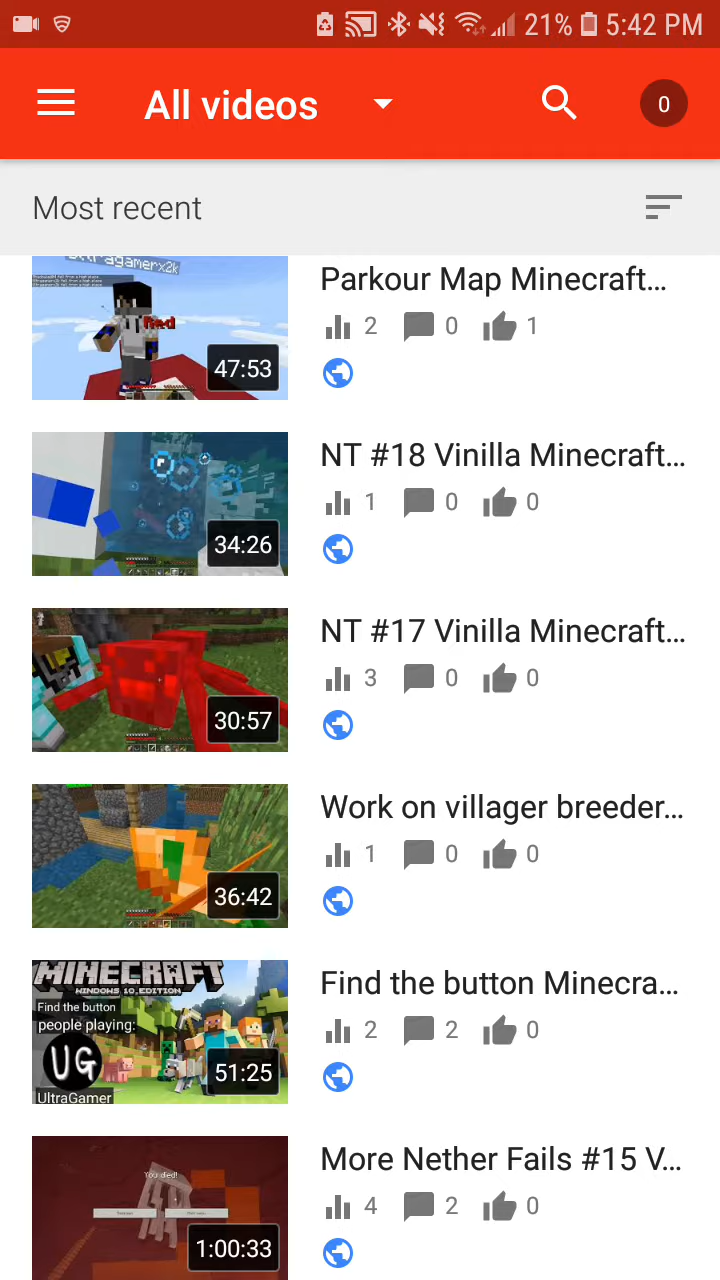 21% 5:42 PM
All videos
0
Most recent
47:53
Parkour Map Minecraft...
2 0 1
34:26
NT #18 Vinilla Minecraft...
1 0 0
30:57
NT #17 Vinilla Minecraft...
3 0 0
36:42
Work on villager breeder...
1 0 0
MINECRAFT
WINDOWS 10 EDITION
Find the button
people playing:
UG
UltraGamer
51:25
Find the button Minecra...
2 2 0
You died!
1:00:33
More Nether Fails #15 V...
4 2 0